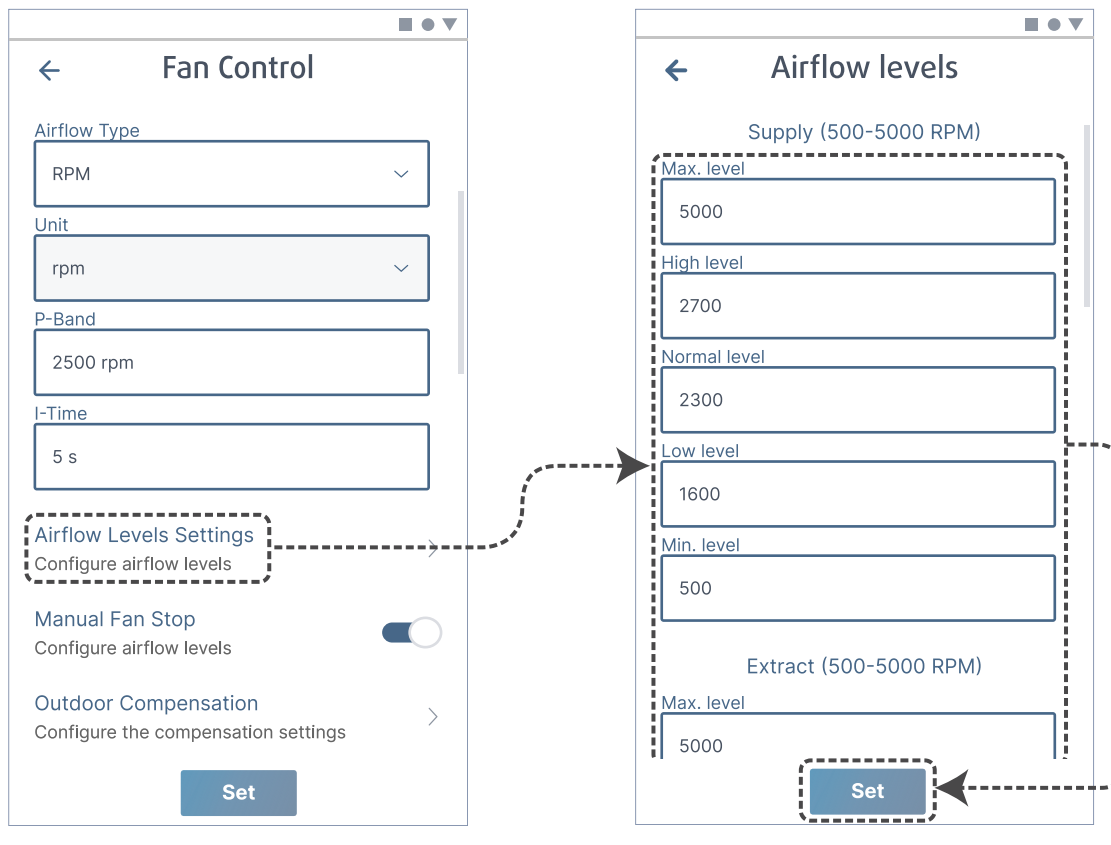 Fan Control
Airflow Type
RPM
Unit
rpm
P-Band
2500 rpm
I-Time
5 s
Airflow Levels Settings
Configure airflow levels
Manual Fan Stop
Configure airflow levels
Outdoor Compensation
Configure the compensation settings
Set
Airflow levels
Supply (500-5000 RPM)
Max. level
5000
High level
2700
Normal level
2300
Low level
1600
Min. level
500
Extract (500-5000 RPM)
Max. level
5000
Set